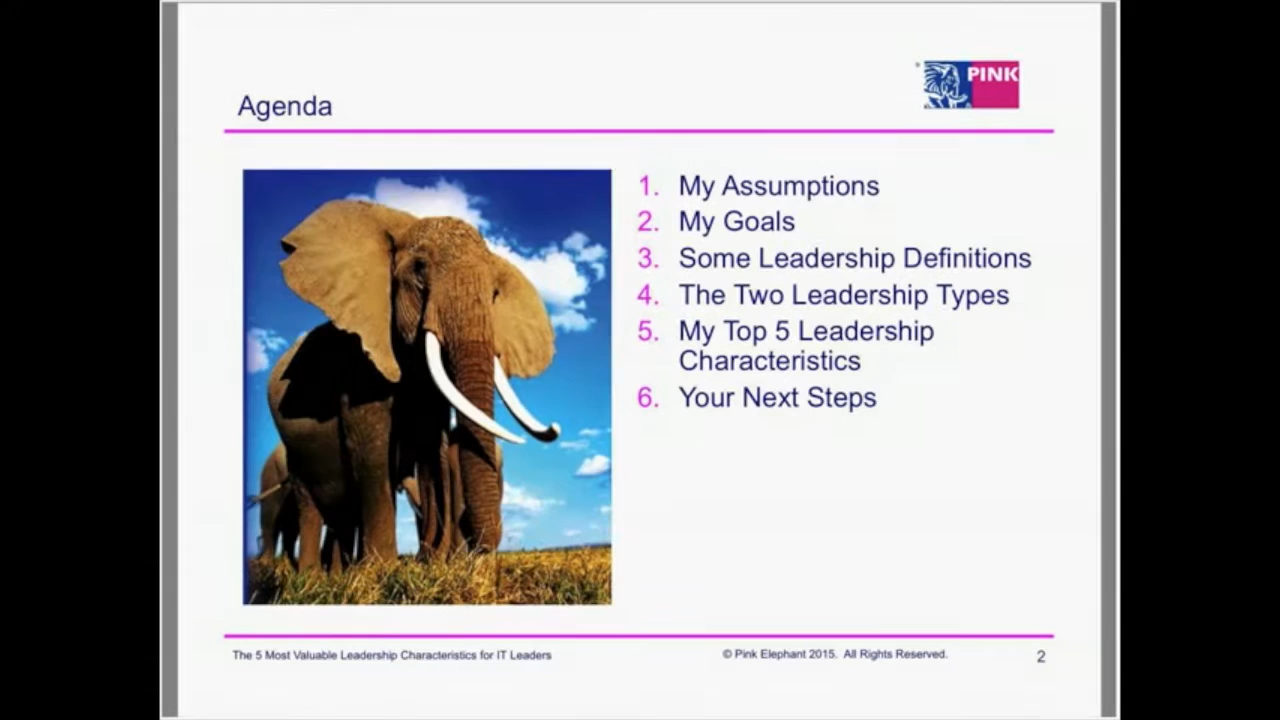 PINK
Agenda
1. My Assumptions
2. My Goals
3. Some Leadership Definitions
4. The Two Leadership Types
5. My Top 5 Leadership
Characteristics
6. Your Next Steps
The 5 Most Valuable Leadership Characteristics for IT Leaders
© Pink Elephant 2015. All Rights Reserved.
2